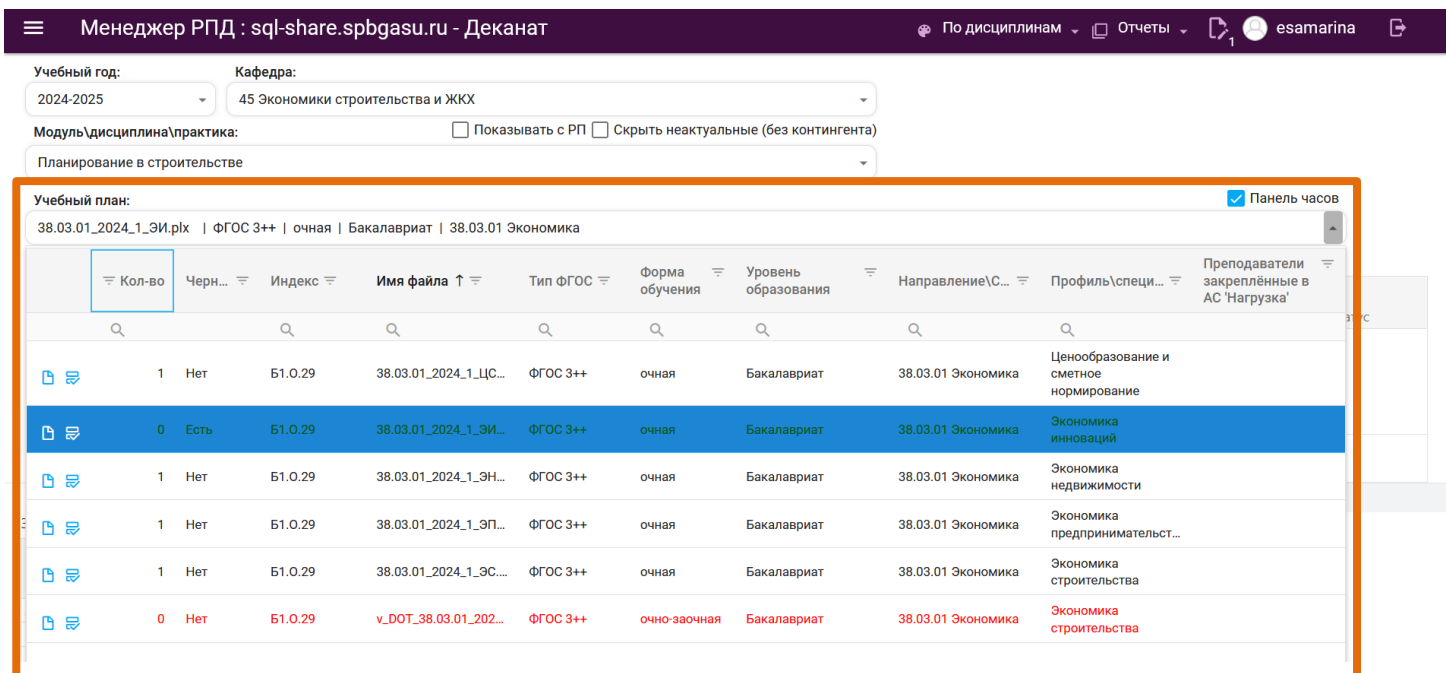 Менеджер РПД : sql-share.spbgasu.ru - Деканат По дисциплинам Отчеты 1 esamarina
Учебный год: Кафедра:
2024-2025 45 Экономики строительства и ЖКХ
Модуль\дисциплина\практика: Показывать с РП Скрыть неактуальные (без контингента)
Планирование в строительстве
Учебный план: Панель часов
38.03.01_2024_1_ЭИ.plx | ФГОС 3++ | очная | Бакалавриат | 38.03.01 Экономика
Кол-во Черн... Индекс Имя файла ↑ Тип ФГОС Форма обучения Уровень образования Направление\С... Профиль\специ... Преподаватели закреплённые в АС 'Нагрузка'
1 Нет Б1.О.29 38.03.01_2024_1_ЦС... ФГОС 3++ очная Бакалавриат 38.03.01 Экономика Ценообразование и сметное нормирование
0 Есть Б1.О.29 38.03.01_2024_1_ЭИ... ФГОС 3++ очная Бакалавриат 38.03.01 Экономика Экономика инноваций
1 Нет Б1.О.29 38.03.01_2024_1_ЭН... ФГОС 3++ очная Бакалавриат 38.03.01 Экономика Экономика недвижимости
1 Нет Б1.О.29 38.03.01_2024_1_ЭП... ФГОС 3++ очная Бакалавриат 38.03.01 Экономика Экономика предпринимательст...
1 Нет Б1.О.29 38.03.01_2024_1_ЭС.... ФГОС 3++ очная Бакалавриат 38.03.01 Экономика Экономика строительства
0 Нет Б1.О.29 v_DOT_38.03.01_202... ФГОС 3++ очно-заочная Бакалавриат 38.03.01 Экономика Экономика строительства